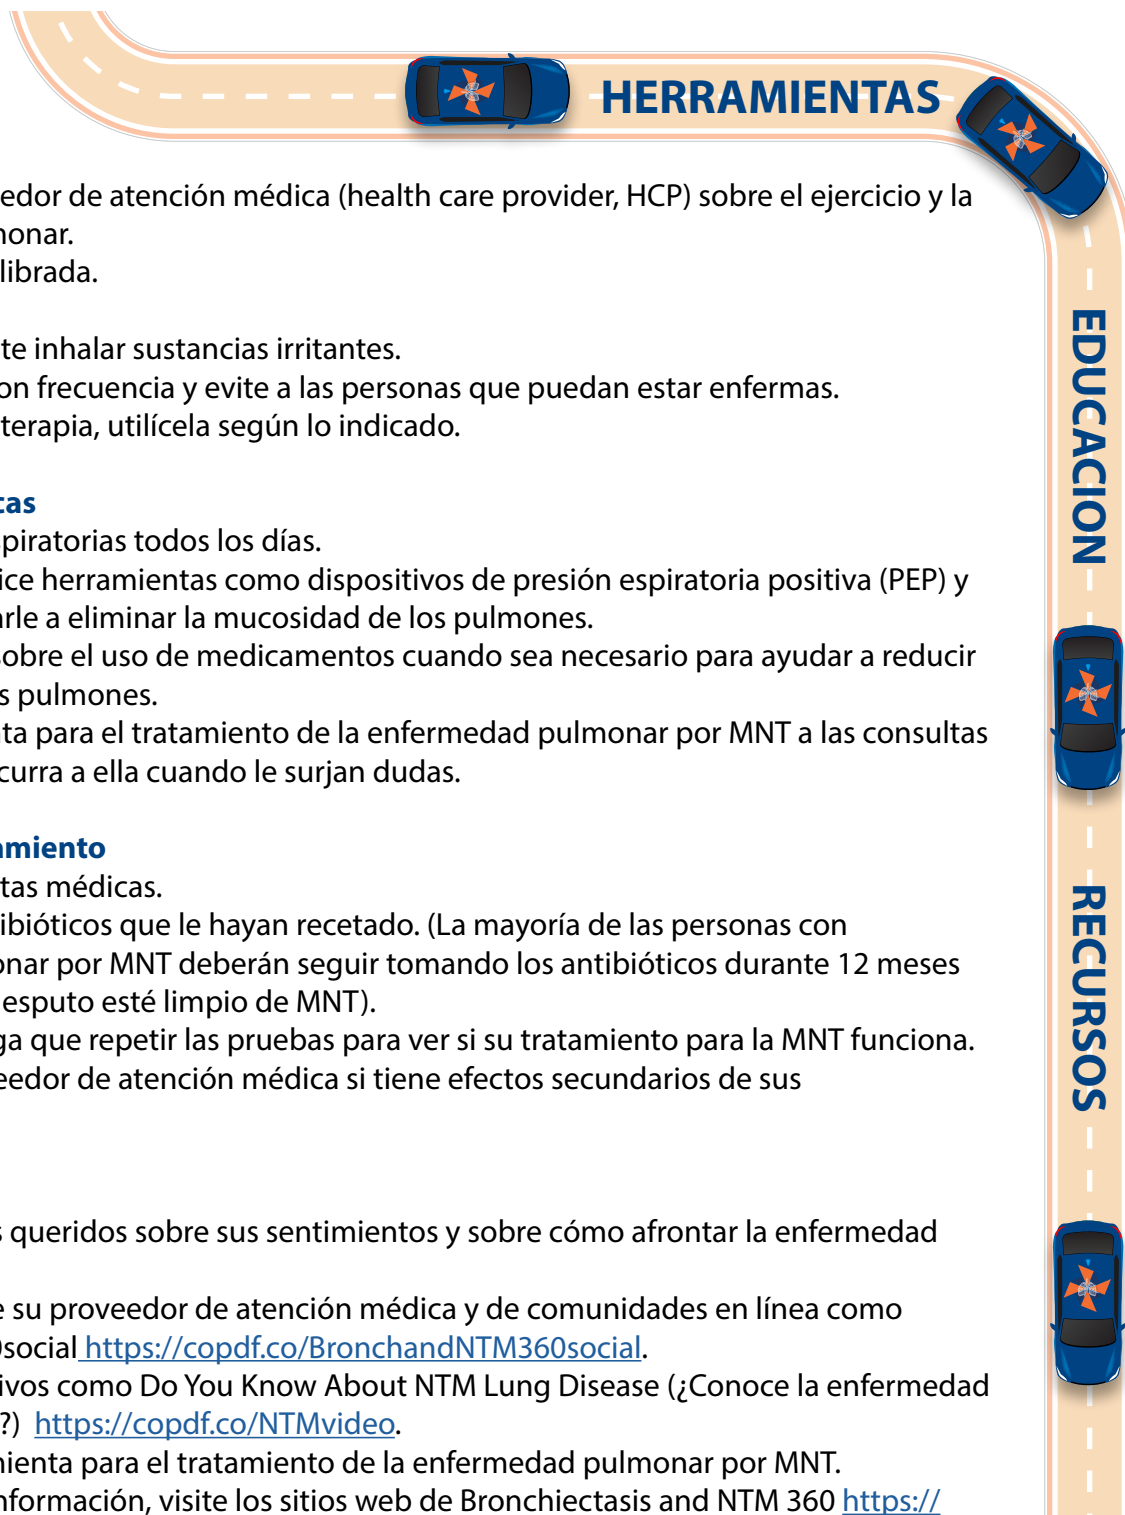 HERRAMIENTAS
edor de atención médica (health care provider, HCP) sobre el ejercicio y la
nonar.
librada.
te inhalar sustancias irritantes.
on frecuencia y evite a las personas que puedan estar enfermas.
terapia, utilícela según lo indicado.
cas
spiratorias todos los días.
ice herramientas como dispositivos de presión espiratoria positiva (PEP) y
arle a eliminar la mucosidad de los pulmones.
sobre el uso de medicamentos cuando sea necesario para ayudar a reducir
s pulmones.
nta para el tratamiento de la enfermedad pulmonar por MNT a las consultas
curra a ella cuando le surjan dudas.
amiento
tas médicas.
ibióticos que le hayan recetado. (La mayoría de las personas con
onar por MNT deberán seguir tomando los antibióticos durante 12 meses
esputo esté limpio de MNT).
ga que repetir las pruebas para ver si su tratamiento para la MNT funciona.
eedor de atención médica si tiene efectos secundarios de sus
s queridos sobre sus sentimientos y sobre cómo afrontar la enfermedad
e su proveedor de atención médica y de comunidades en línea como
0social https://copdf.co/BronchandNTM360social.
ivos como Do You Know About NTM Lung Disease (¿Conoce la enfermedad
?) https://copdf.co/NTMvideo.
mienta para el tratamiento de la enfermedad pulmonar por MNT.
nformación, visite los sitios web de Bronchiectasis and NTM 360 https://
EDUCACION
RECURSOS